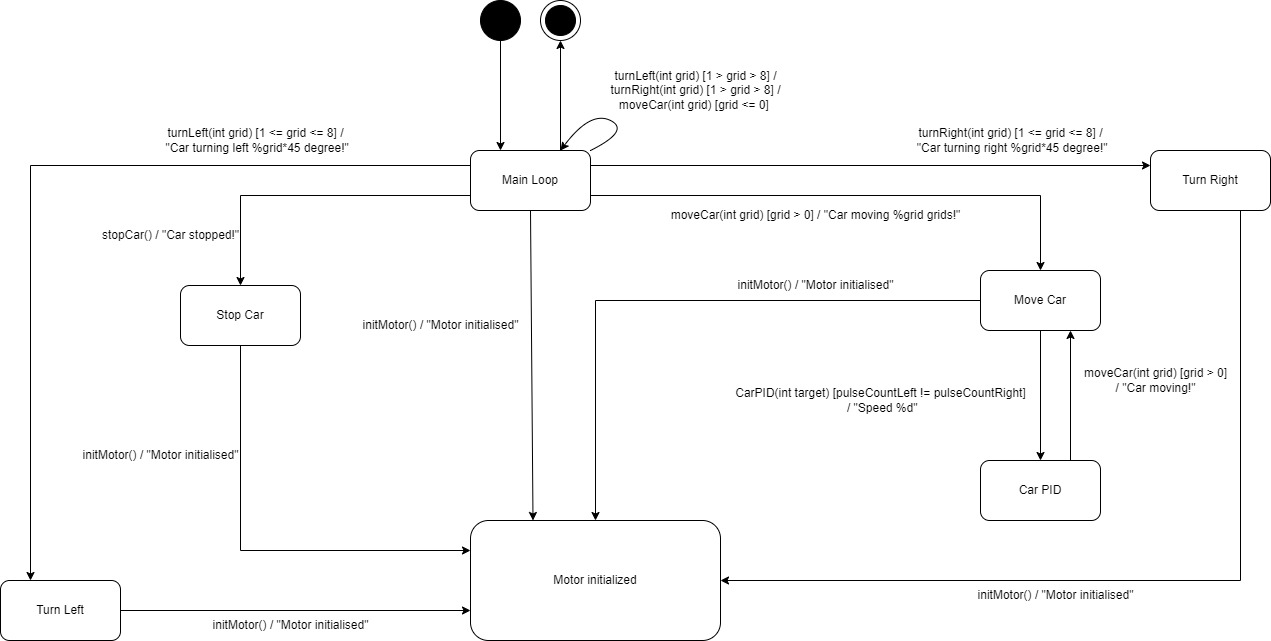 turnLeft(int grid) [1 > grid > 8] /
turnRight(int grid) [1 > grid > 8] /
moveCar(int grid) [grid <= 0]
turnLeft(int grid) [1 <= grid <= 8] /
"Car turning left %grid*45 degree!"
turnRight(int grid) [1 <= grid <= 8] /
"Car turning right %grid*45 degree!"
Main Loop
Turn Right
moveCar(int grid) [grid > 0] / "Car moving %grid grids!"
stopCar() / "Car stopped!"
initMotor() / "Motor initialised"
Move Car
Stop Car
initMotor() / "Motor initialised"
moveCar(int grid) [grid > 0]
/ "Car moving!"
CarPID(int target) [pulseCountLeft != pulseCountRight]
/ "Speed %d"
initMotor() / "Motor initialised"
Car PID
Motor initialized
initMotor() / "Motor initialised"
Turn Left
initMotor() / "Motor initialised"